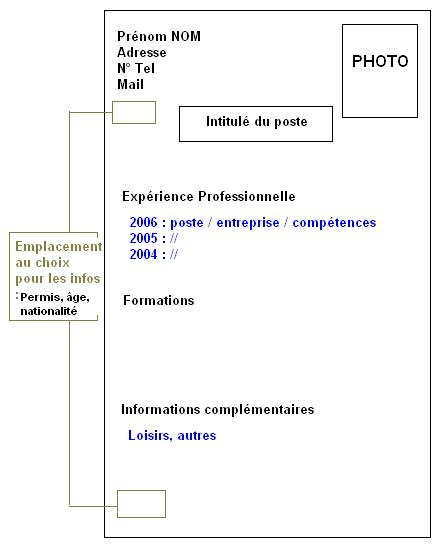 Prénom NOM
Adresse
N° Tel
Mail
PHOTO
Intitulé du poste
Expérience Professionnelle
2006 : poste / entreprise / compétences
2005 : //
2004 : //
Emplacement
au choix
pour les infos
: Permis, âge,
nationalité
Formations
Informations complémentaires
Loisirs, autres